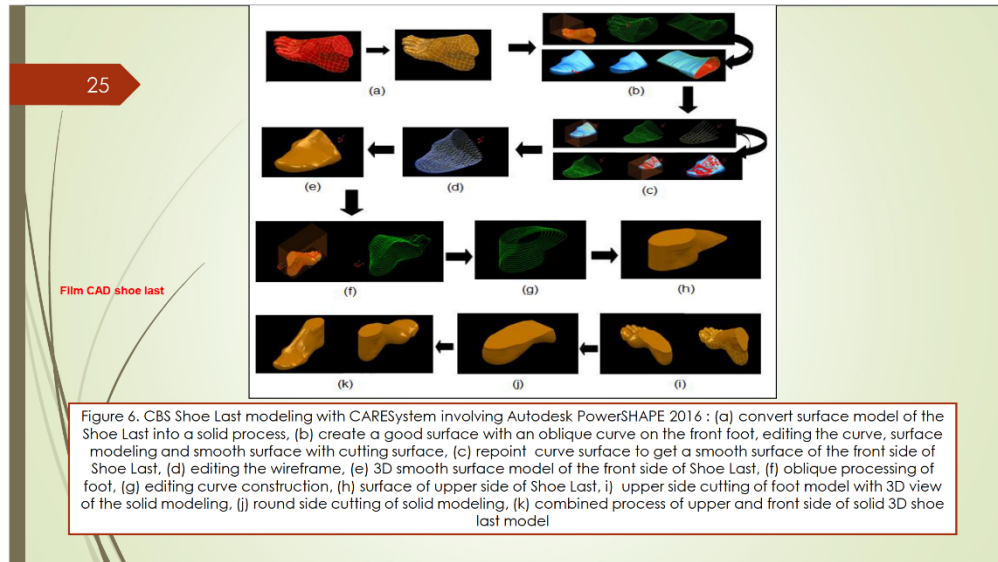 25
(a)
(b)
(e)
(d)
(c)
Film CAD shoe last
(f)
(g)
(h)
(k)
(j)
(i)
Figure 6. CBS Shoe Last modeling with CARESystem involving Autodesk PowerSHAPE 2016 : (a) convert surface model of the
Shoe Last into a solid process, (b) create a good surface with an oblique curve on the front foot, editing the curve, surface
modeling and smooth surface with cutting surface, (c) repoint curve surface to get a smooth surface of the front side of
Shoe Last, (d) editing the wireframe, (e) 3D smooth surface model of the front side of Shoe Last, (f) oblique processing of
foot, (g) editing curve construction, (h) surface of upper side of Shoe Last, i) upper side cutting of foot model with 3D view
of the solid modeling, (j) round side cutting of solid modeling, (k) combined process of upper and front side of solid 3D shoe
last model